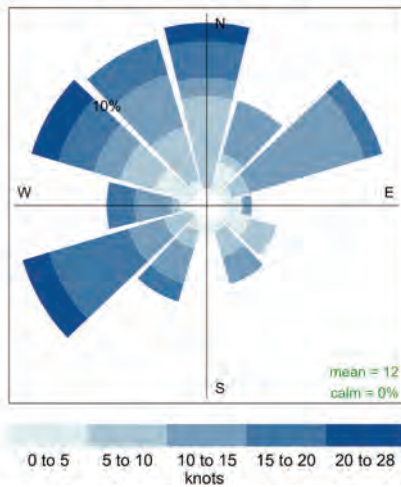 N
10%
W E
S
mean = 12
calm = 0%
0 to 5 5 to 10 10 to 15 15 to 20 20 to 28
knots